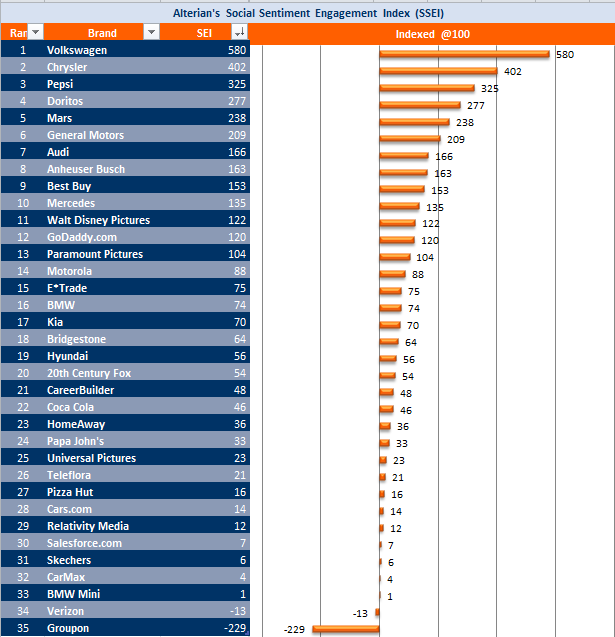 Alterian's Social Sentiment Engagement Index (SSEI)
Ran Brand SEI Indexed @100
1 Volkswagen 580 580
2 Chrysler 402 402
3 Pepsi 325 325
4 Doritos 277 277
5 Mars 238 238
6 General Motors 209 209
7 Audi 166 166
8 Anheuser Busch 163 163
9 Best Buy 153 153
10 Mercedes 135 135
11 Walt Disney Pictures 122 122
12 GoDaddy.com 120 120
13 Paramount Pictures 104 104
14 Motorola 88 88
15 E*Trade 75 75
16 BMW 74 74
17 Kia 70 70
18 Bridgestone 64 64
19 Hyundai 56 56
20 20th Century Fox 54 54
21 CareerBuilder 48 48
22 Coca Cola 46 46
23 HomeAway 36 36
24 Papa John's 33 33
25 Universal Pictures 23 23
26 Teleflora 21 21
27 Pizza Hut 16 16
28 Cars.com 14 14
29 Relativity Media 12 12
30 Salesforce.com 7 7
31 Skechers 6 6
32 CarMax 4 4
33 BMW Mini 1 1
34 Verizon -13 -13
35 Groupon -229 -229